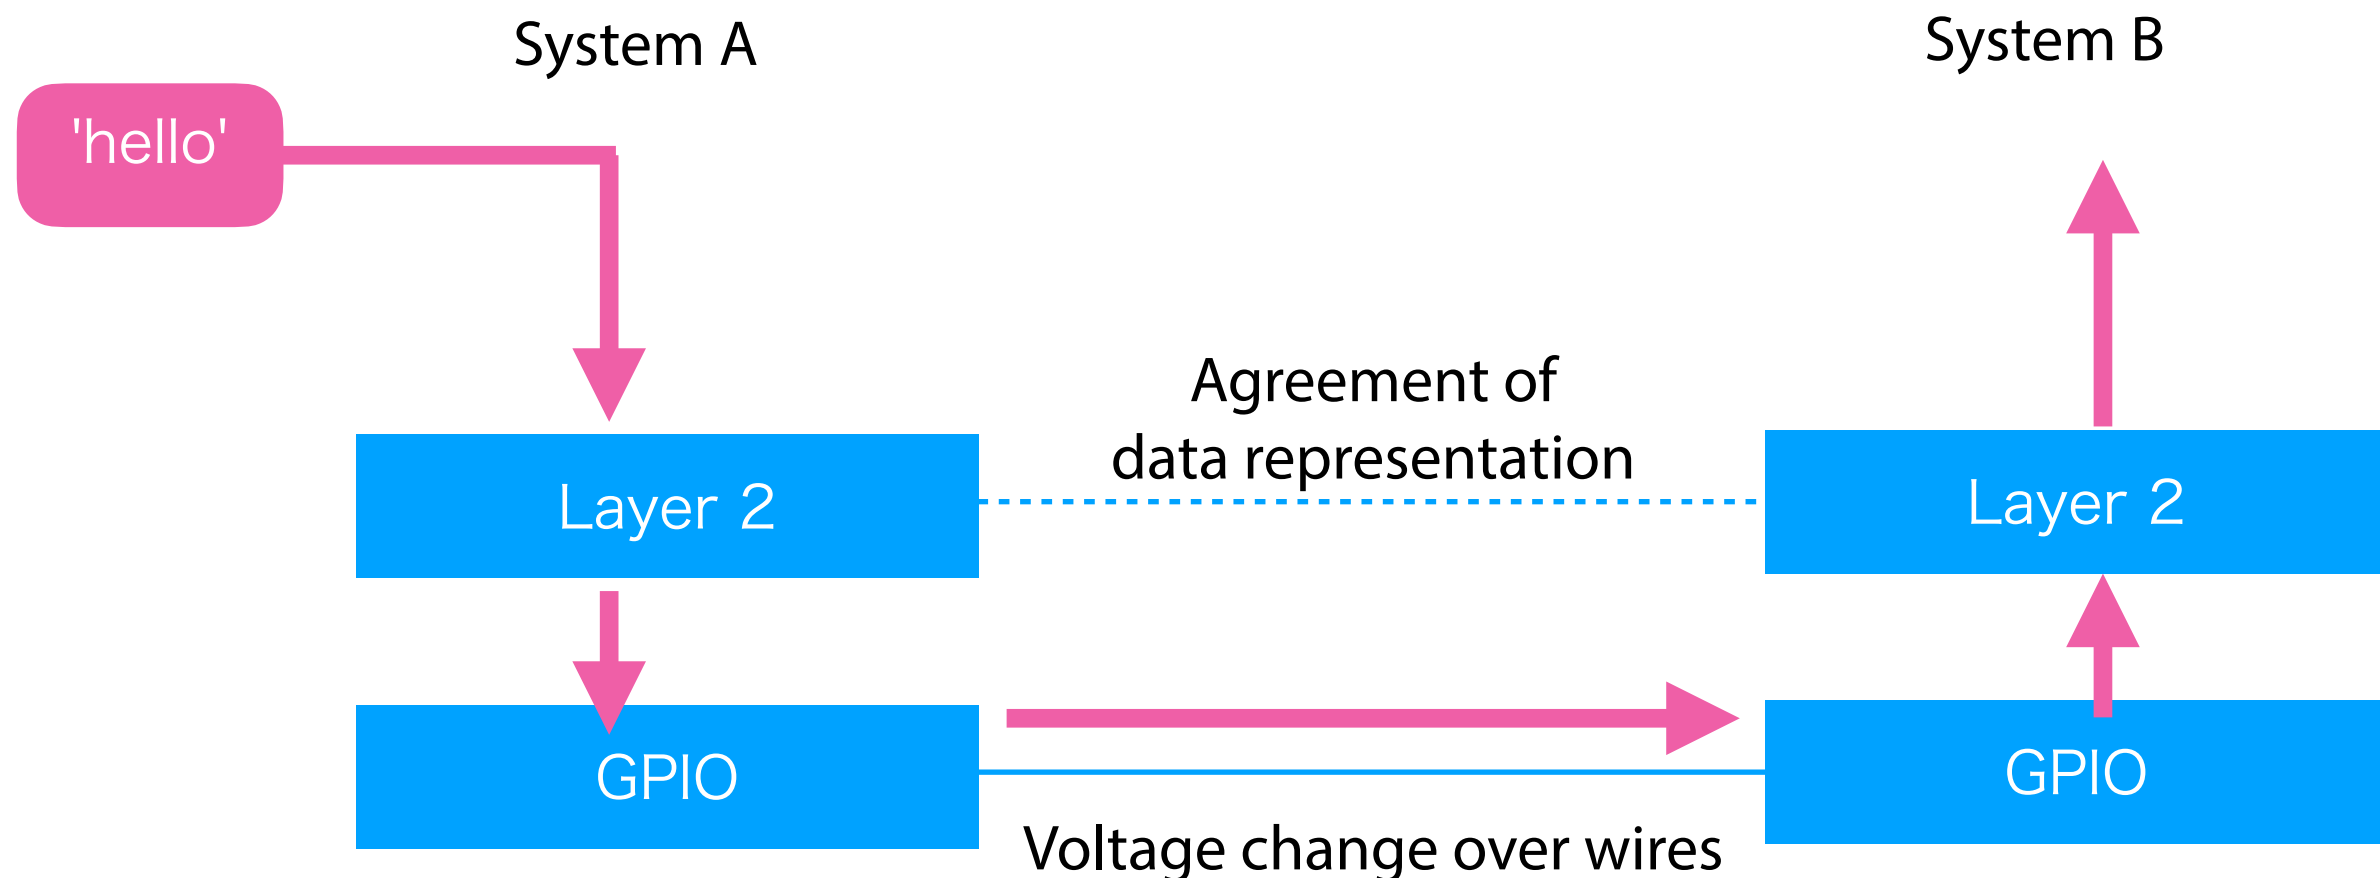 System A
System B
'hello'
Agreement of
data representation
Layer 2
Layer 2
GPIO
GPIO
Voltage change over wires